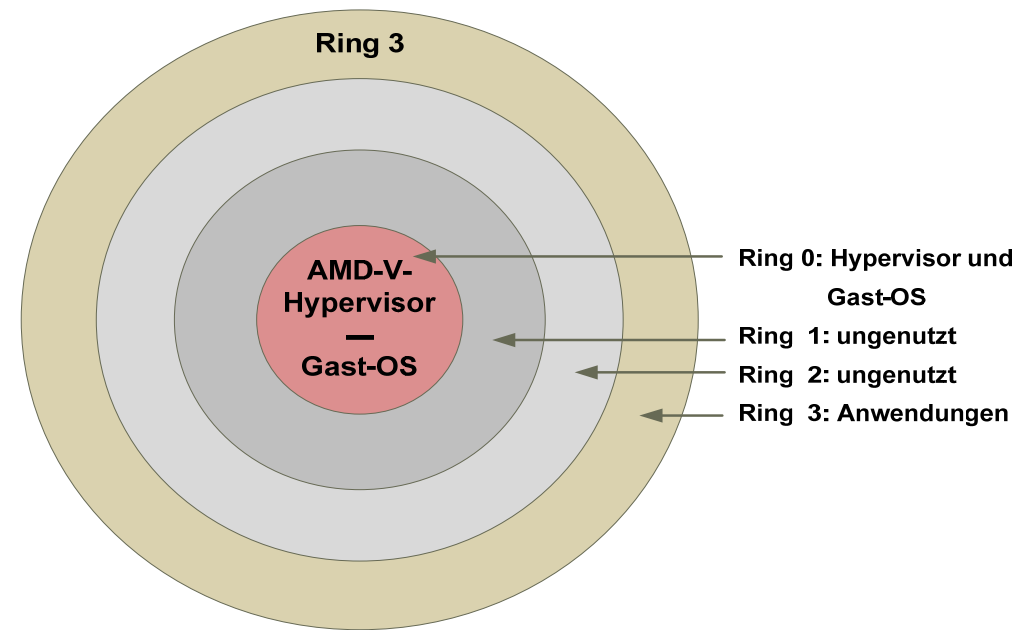 Ring 3
AMD-V-
Hypervisor
Gast-OS
Ring 0: Hypervisor und
Gast-OS
Ring 1: ungenutzt
Ring 2: ungenutzt
Ring 3: Anwendungen